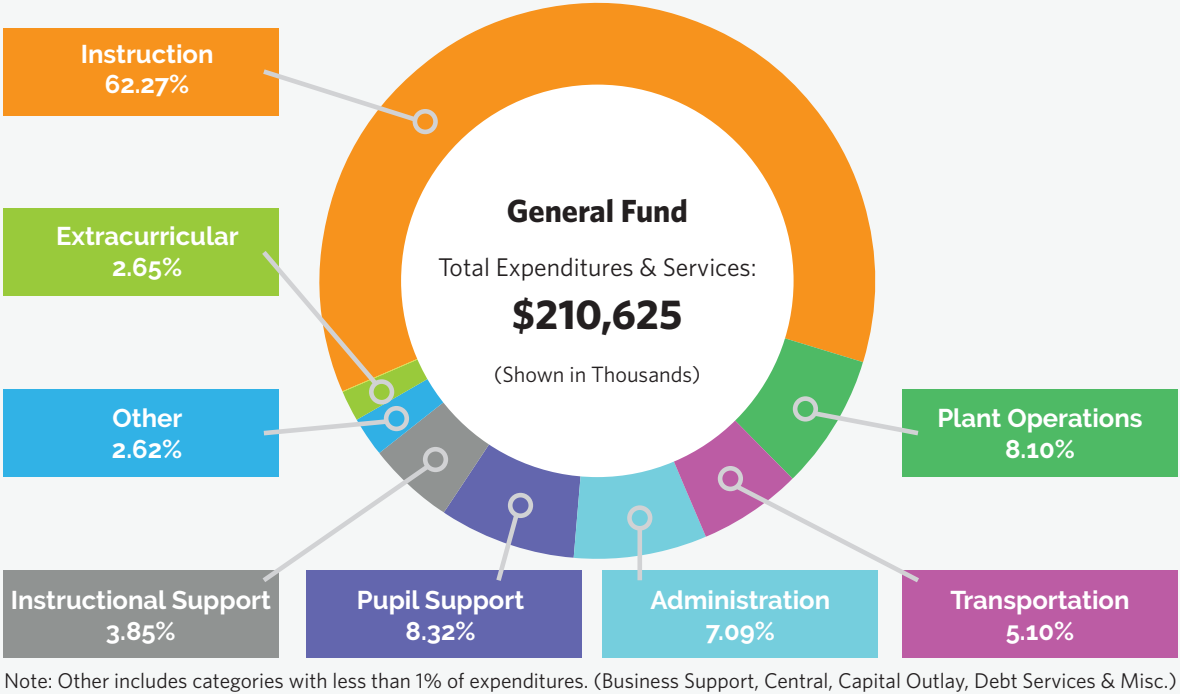 Instruction
62.27%
Extracurricular
2.65%
Other
2.62%
General Fund
Total Expenditures & Services:
$210,625
(Shown in Thousands)
Plant Operations
8.10%
Instructional Support
3.85%
Pupil Support
8.32%
Administration
7.09%
Transportation
5.10%
Note: Other includes categories with less than 1% of expenditures. (Business Support, Central, Capital Outlay, Debt Services & Misc.)